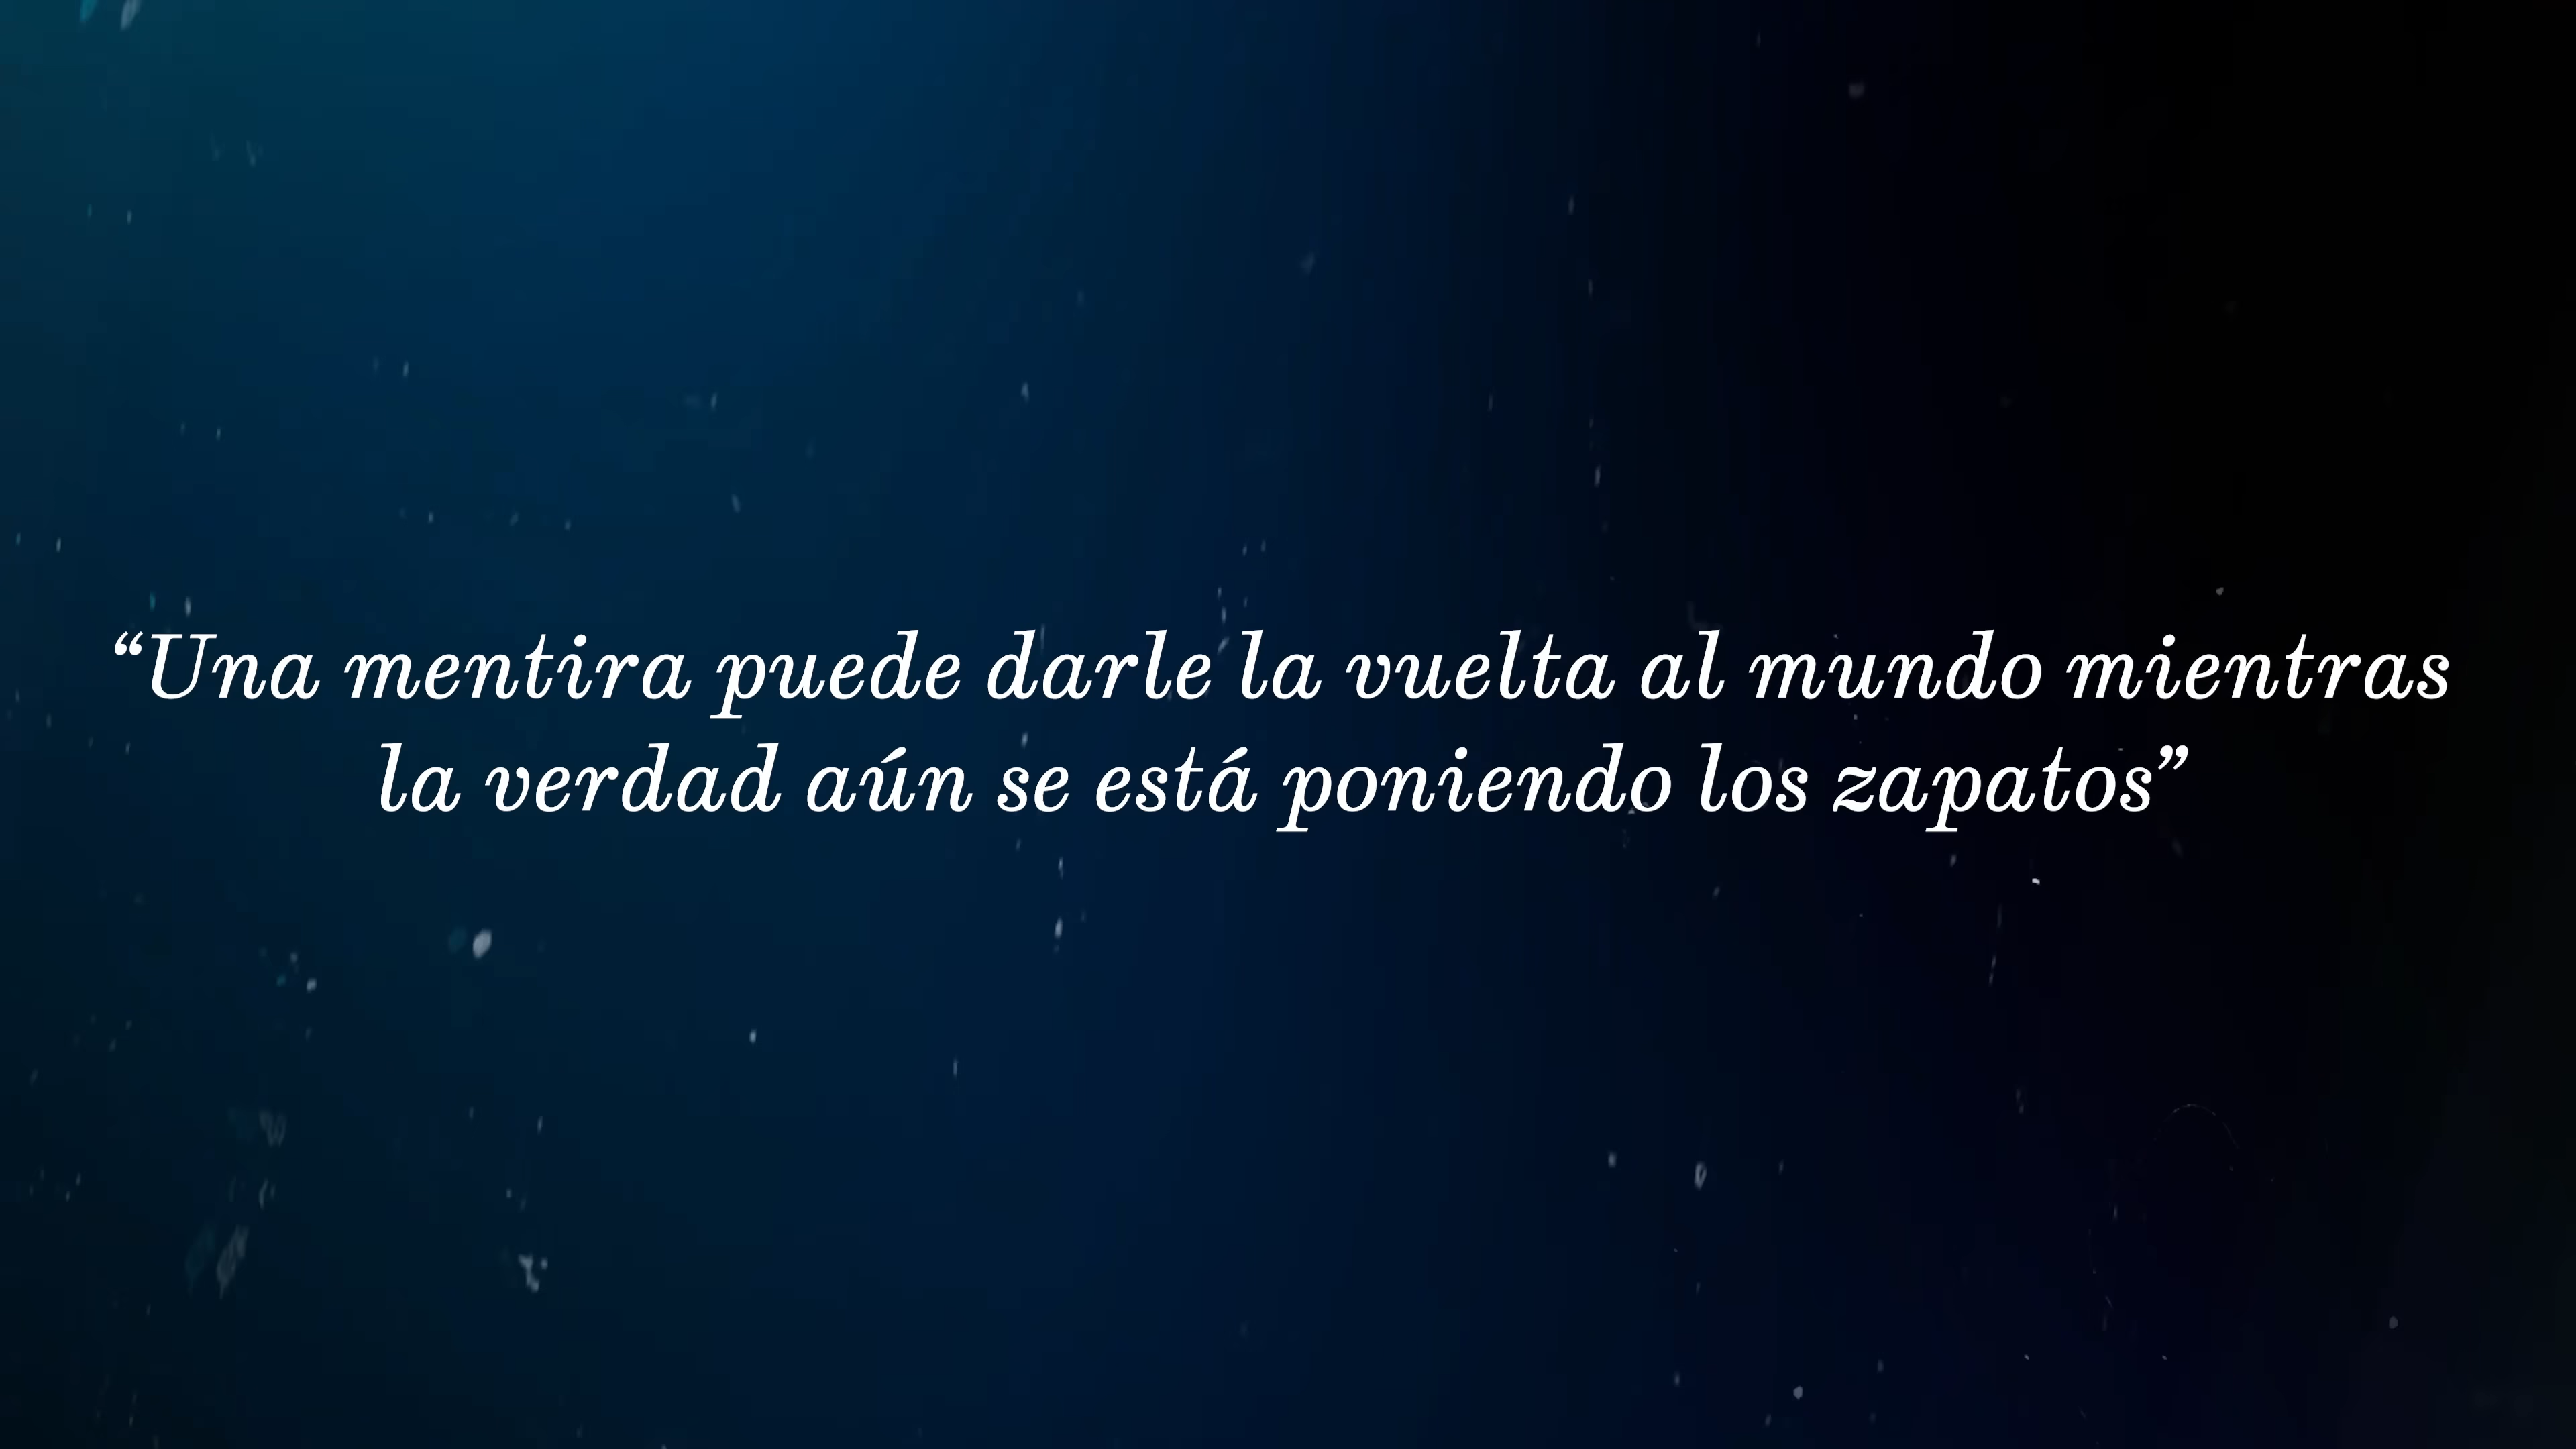 “Una mentira puede darle la vuelta al mundo mientras
la verdad aún se está poniendo los zapatos”